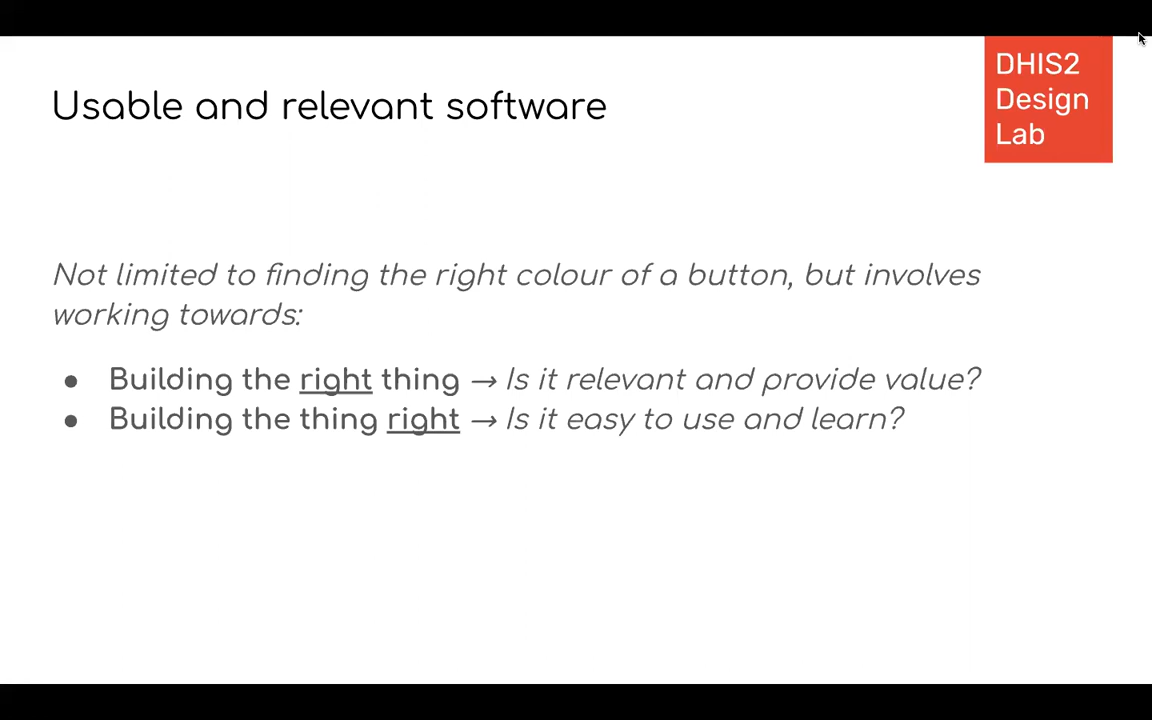 DHIS2
Design
Lab
Usable and relevant software
Not limited to finding the right colour of a button, but involves
working towards:
● Building the right thing → Is it relevant and provide value?
● Building the thing right → Is it easy to use and learn?